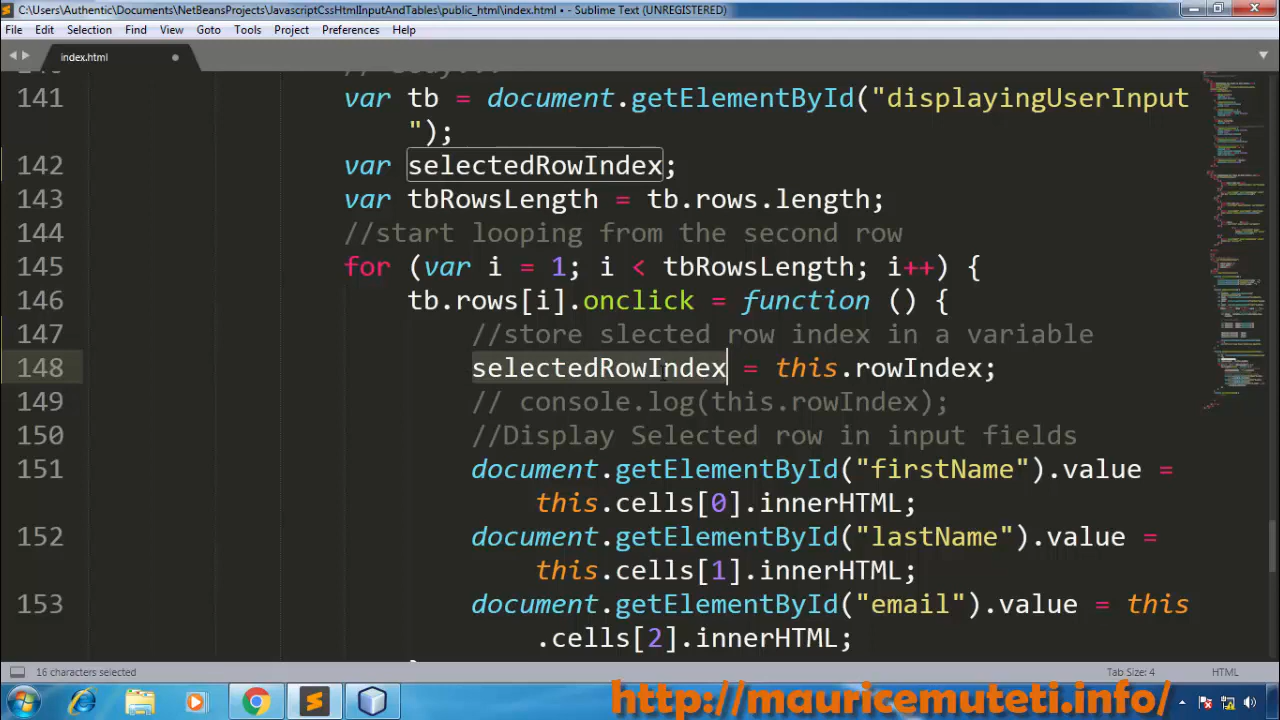 C:\Users\Authentic\Documents\NetBeansProjects\JavascriptCssHtmlInputAndTables\public_html\index.html • - Sublime Text (UNREGISTERED)
File Edit Selection Find View Goto Tools Project Preferences Help
index.html
141 var tb = document.getElementById("displayingUserInput
");
142 var selectedRowIndex;
143 var tbRowsLength = tb.rows.length;
144 //start looping from the second row
145 for (var i = 1; i < tbRowsLength; i++) {
146 tb.rows[i].onclick = function () {
147 //store slected row index in a variable
148 selectedRowIndex = this.rowIndex;
149 // console.log(this.rowIndex);
150 //Display Selected row in input fields
151 document.getElementById("firstName").value =
this.cells[0].innerHTML;
152 document.getElementById("lastName").value =
this.cells[1].innerHTML;
153 document.getElementById("email").value = this
.cells[2].innerHTML;
16 characters selected Tab Size: 4 HTML
http://mauricemuteti.info/